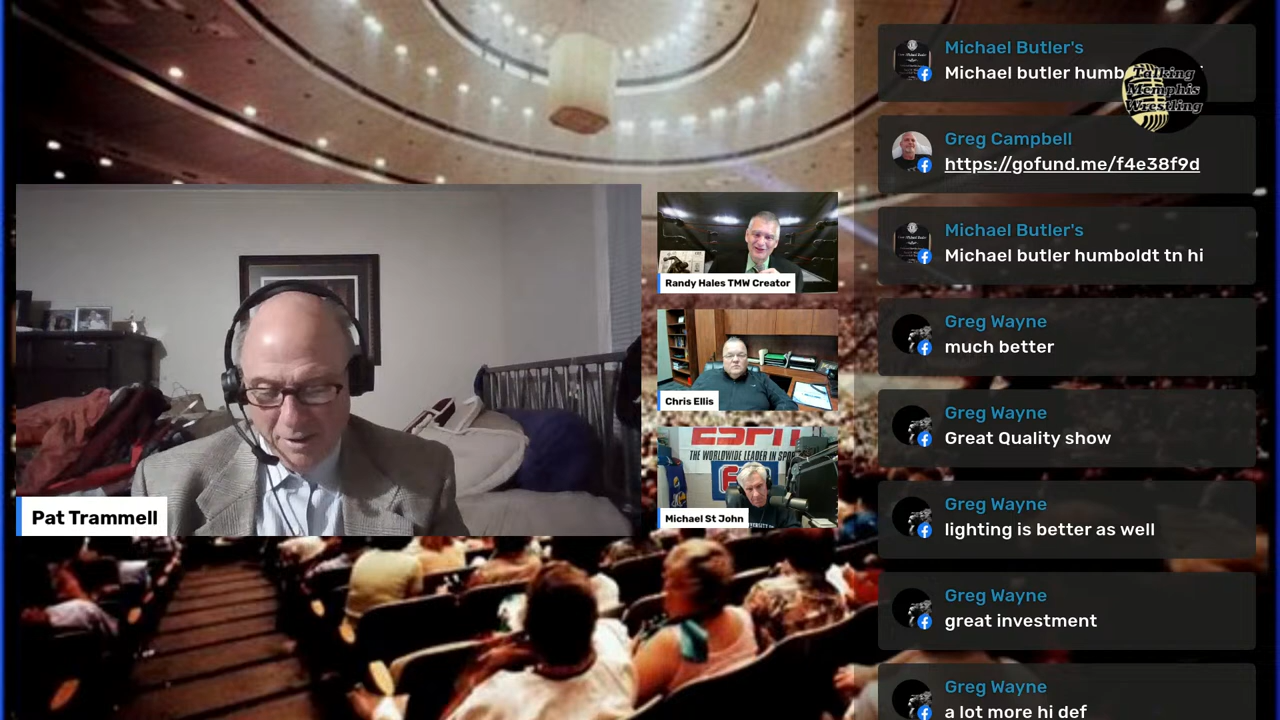 Pat Trammell
Randy Hales TMW Creator
Chris Ellis
ESPN
THE WORLDWIDE LEADER IN SPOR
Michael St John
Michael Butler's
Michael butler humb
Talking
Memphis
Wrestling
Greg Campbell
https://gofund.me/f4e38f9d
Michael Butler's
Michael butler humboldt tn hi
Greg Wayne
much better
Greg Wayne
Great Quality show
Greg Wayne
lighting is better as well
Greg Wayne
great investment
Greg Wayne
a lot more hi def